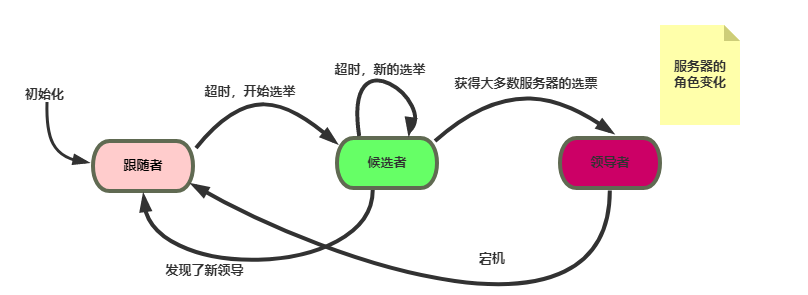 服务器的
角色变化
超时，新的选举
获得大多数服务器的选票
初始化
超时，开始选举
跟随者
候选者
领导者
发现了新领导
宕机